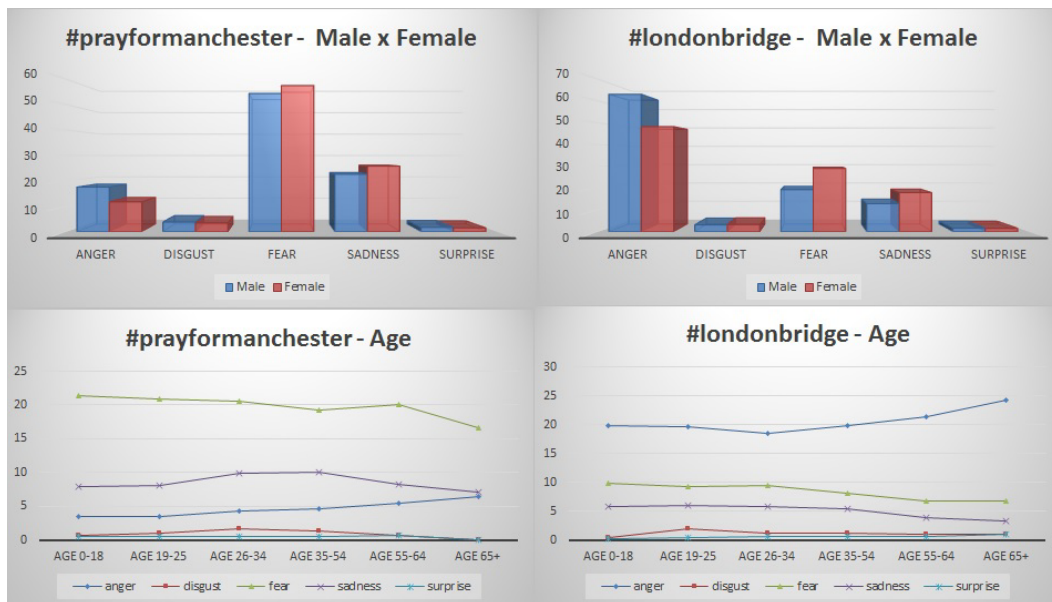 #prayformanchester - Male x Female
60
50
40
30
20
10
0
ANGER DISGUST FEAR SADNESS SURPRISE
Male Female
#londonbridge - Male x Female
70
60
50
40
30
20
10
0
ANGER DISGUST FEAR SADNESS SURPRISE
Male Female
#prayformanchester - Age
25
20
15
10
5
0
AGE 0-18 AGE 19-25 AGE 26-34 AGE 35-54 AGE 55-64 AGE 65+
anger disgust fear sadness surprise
#londonbridge - Age
30
25
20
15
10
5
0
AGE 0-18 AGE 19-25 AGE 26-34 AGE 35-54 AGE 55-64 AGE 65+
anger disgust fear sadness surprise